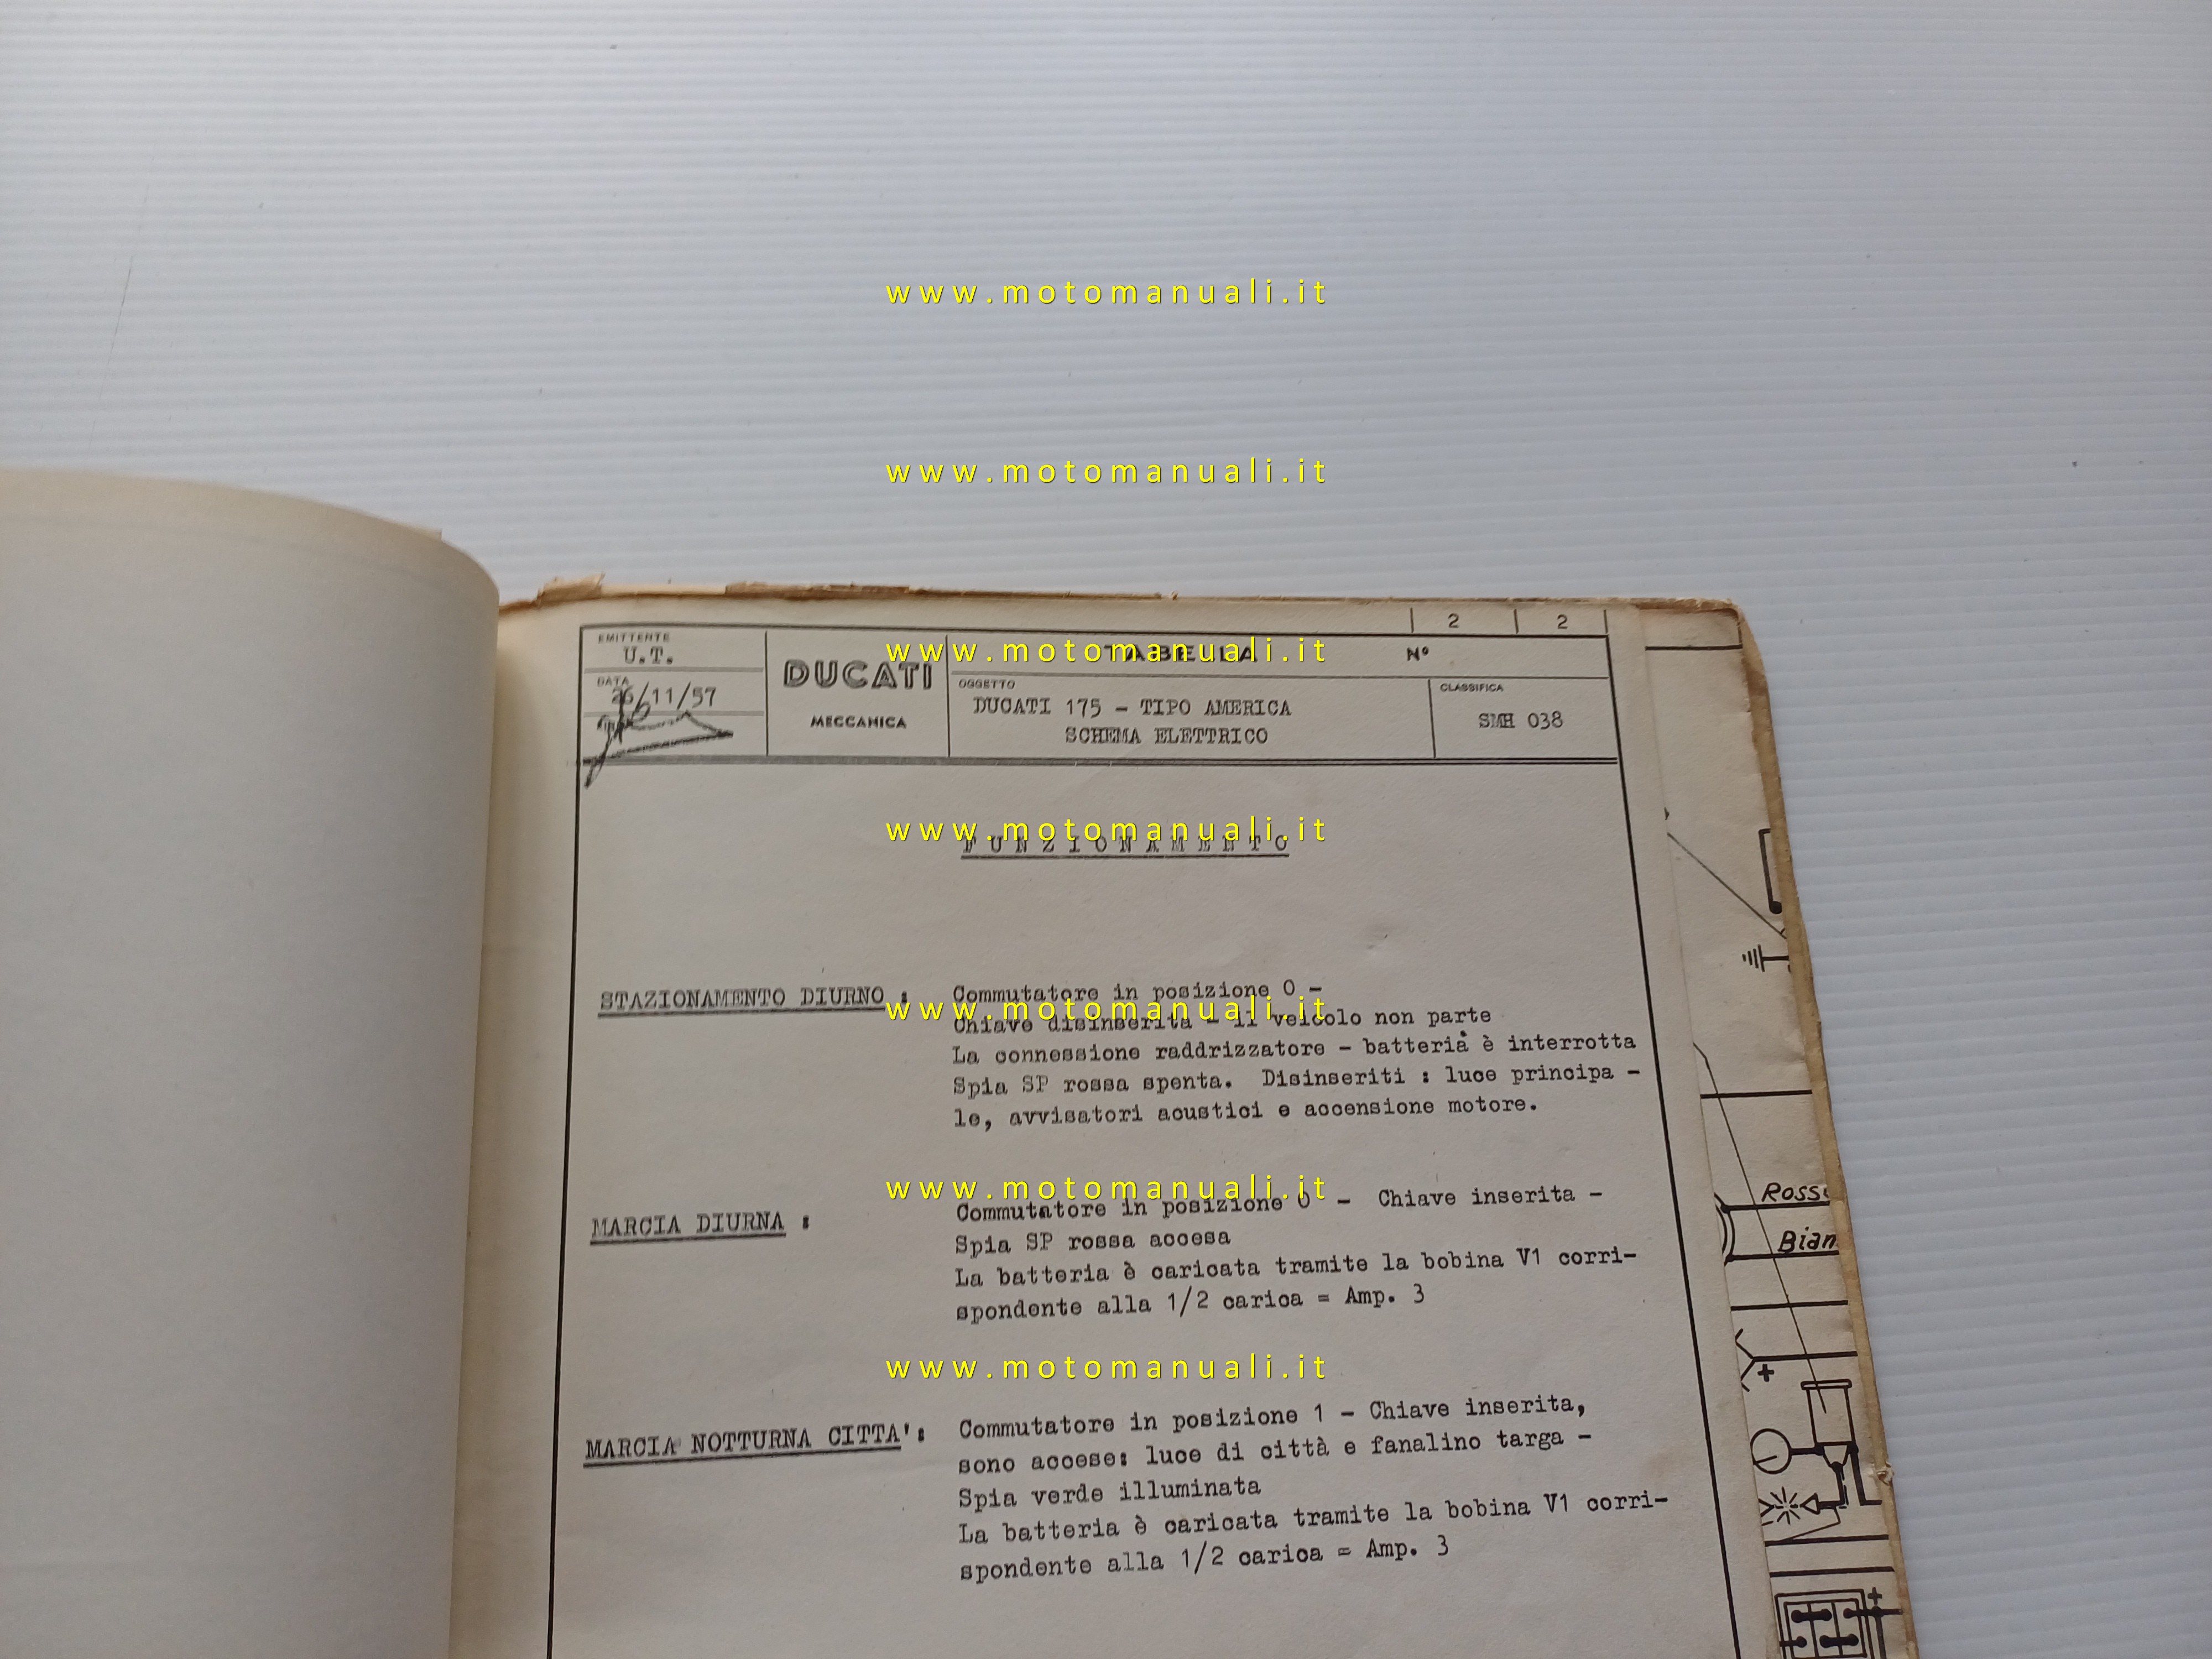 www.motomanuali.it
www.motomanuali.it
2 2
EMITTENTE
U.T.
DATA
26/11/57
DUCATI
MECCANICA
www.motomanuali.it
TABELLA Nº
OGGETTO
DUCATI 175 - TIPO AMERICA
SCHEMA ELETTRICO
CLASSIFICA
SMH 038
www.motomanuali.it
FUNZIONAMENTO
STAZIONAMENTO DIURNO : Commutatore in posizione 0 -
www.motomanuali.it
Chiave disinserita - il veicolo non parte
La connessione raddrizzatore - batteria è interrotta
Spia SP rossa spenta. Disinseriti : luce principa -
le, avvisatori acustici e accensione motore.
www.motomanuali.it
MARCIA DIURNA : Commutatore in posizione 0 - Chiave inserita -
Spia SP rossa accesa
La batteria è caricata tramite la bobina V1 corri-
spondente alla 1/2 carica = Amp. 3
www.motomanuali.it
MARCIA NOTTURNA CITTA': Commutatore in posizione 1 - Chiave inserita,
sono accese: luce di città e fanalino targa -
Spia verde illuminata
La batteria è caricata tramite la bobina V1 corri-
spondente alla 1/2 carica = Amp. 3
Ross
Bian
+
+